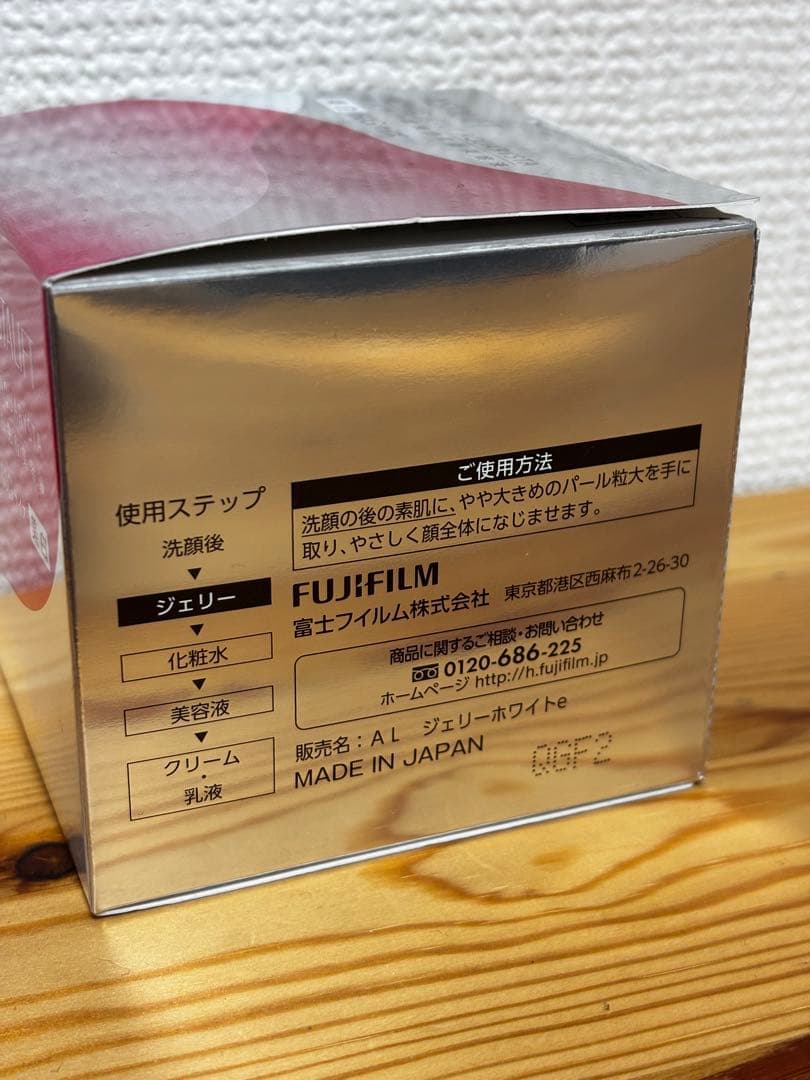 使用ステップ
洗顔後
▼
ジェリー
▼
化粧水
▼
美容液
▼
クリーム
・
乳液
ご使用方法
洗顔の後の素肌に、やや大きめのパール粒大を手に
取り、やさしく顔全体になじませます。
FUJIFILM
富士フイルム株式会社 東京都港区西麻布2-26-30
商品に関するご相談・お問い合わせ
0120-686-225
ホームページ http://h.fujifilm.jp
販売名：AL ジェリーホワイトe
MADE IN JAPAN
QGF2